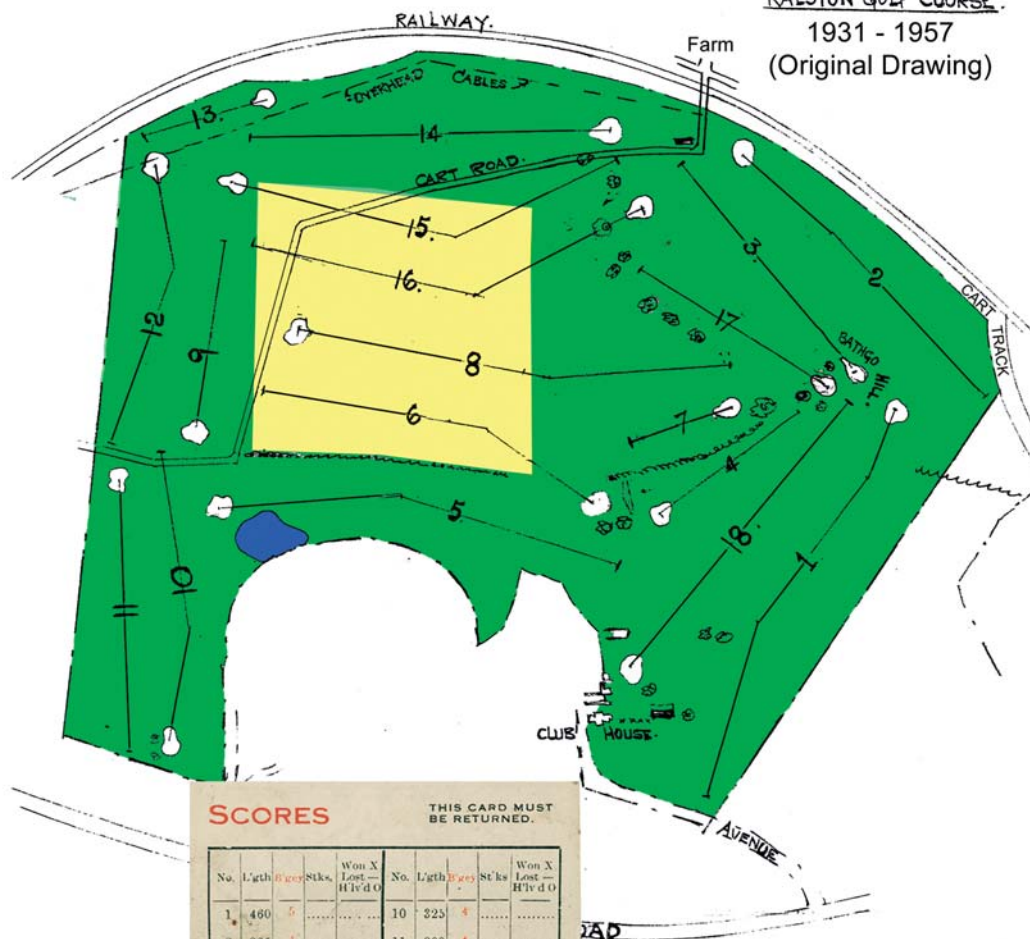 RALSTON GOLF COURSE.
1931 - 1957
(Original Drawing)
RAILWAY.
Farm
OVERHEAD CABLES
13.
14
CART ROAD.
15.
16.
3.
2
CART TRACK
12
9
8
17
BATHGO HILL
6
7
4
5
18
1
10
11
CLUB HOUSE.
AVENUE
SCORES
THIS CARD MUST
BE RETURNED.
No. L'gth B'gey Stks. Won X Lost — H'lv'd O No. L'gth B'gey St'ks Won X Lost — H'lv'd O
1 460 5 10 325 4